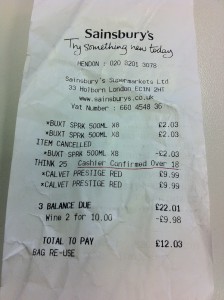 Sainsbury's
Try something new today
HENDON : 020 8201 3078
Sainsbury's Supermarkets Ltd
33 Holborn London EC1N 2HT
www.sainsburys.co.uk
Vat Number : 660 4548 36
*BUXT SPRK 500ML X8 £2.03
*BUXT SPRK 500ML X8 £2.03
ITEM CANCELLED
*BUXT SPRK 500ML X8 -£2.03
THINK 25 Cashier Confirmed Over 18
*CALVET PRESTIGE RED £9.99
*CALVET PRESTIGE RED £9.99
3 BALANCE DUE £22.01
Wine 2 for 10.00 -£9.98
TOTAL TO PAY £12.03
BAG RE-USE